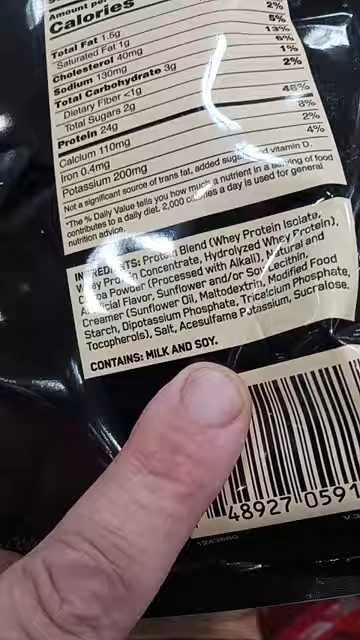 Amount per
Calories
2%
Total Fat 1.5g 5%
Saturated Fat 1g 13%
Cholesterol 40mg 6%
Sodium 130mg 1%
Total Carbohydrate 3g 2%
Dietary Fiber <1g
Total Sugars 2g
Protein 24g 48%
Calcium 110mg 8%
Iron 0.4mg 2%
Potassium 200mg 4%
Not a significant source of trans fat, added sugars and vitamin D.
*The % Daily Value tells you how much a nutrient in a serving of food
contributes to a daily diet. 2,000 calories a day is used for general
nutrition advice.
INGREDIENTS: Protein Blend (Whey Protein Isolate,
Whey Protein Concentrate, Hydrolyzed Whey Protein),
Cocoa Powder (Processed with Alkali), Natural and
Artificial Flavor, Sunflower and/or Soy Lecithin,
Creamer (Sunflower Oil, Maltodextrin, Modified Food
Starch, Dipotassium Phosphate, Tricalcium Phosphate,
Tocopherols), Salt, Acesulfame Potassium, Sucralose.
CONTAINS: MILK AND SOY.
48927 0591